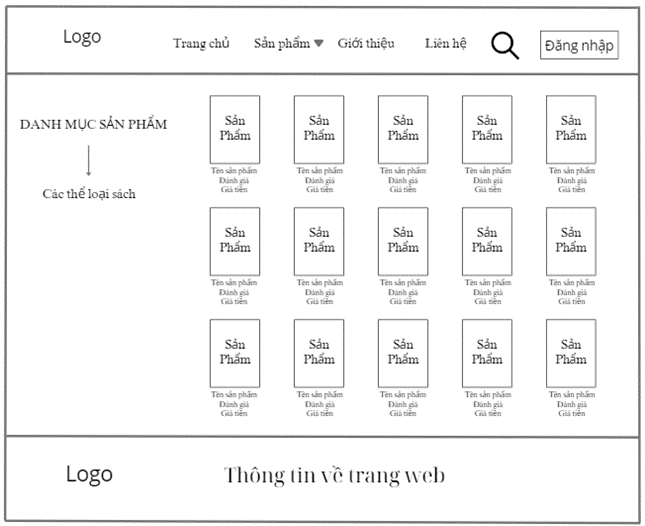 Logo
Trang chủ
Sản phẩm
Giới thiệu
Liên hệ
Đăng nhập
DANH MỤC SẢN PHẨM
Các thể loại sách
Sản
Phẩm
Tên sản phẩm
Đánh giá
Giá tiền
Sản
Phẩm
Tên sản phẩm
Đánh giá
Giá tiền
Sản
Phẩm
Tên sản phẩm
Đánh giá
Giá tiền
Sản
Phẩm
Tên sản phẩm
Đánh giá
Giá tiền
Sản
Phẩm
Tên sản phẩm
Đánh giá
Giá tiền
Sản
Phẩm
Tên sản phẩm
Đánh giá
Giá tiền
Sản
Phẩm
Tên sản phẩm
Đánh giá
Giá tiền
Sản
Phẩm
Tên sản phẩm
Đánh giá
Giá tiền
Sản
Phẩm
Tên sản phẩm
Đánh giá
Giá tiền
Sản
Phẩm
Tên sản phẩm
Đánh giá
Giá tiền
Sản
Phẩm
Tên sản phẩm
Đánh giá
Giá tiền
Sản
Phẩm
Tên sản phẩm
Đánh giá
Giá tiền
Sản
Phẩm
Tên sản phẩm
Đánh giá
Giá tiền
Sản
Phẩm
Tên sản phẩm
Đánh giá
Giá tiền
Sản
Phẩm
Tên sản phẩm
Đánh giá
Giá tiền
Logo
Thông tin về trang web